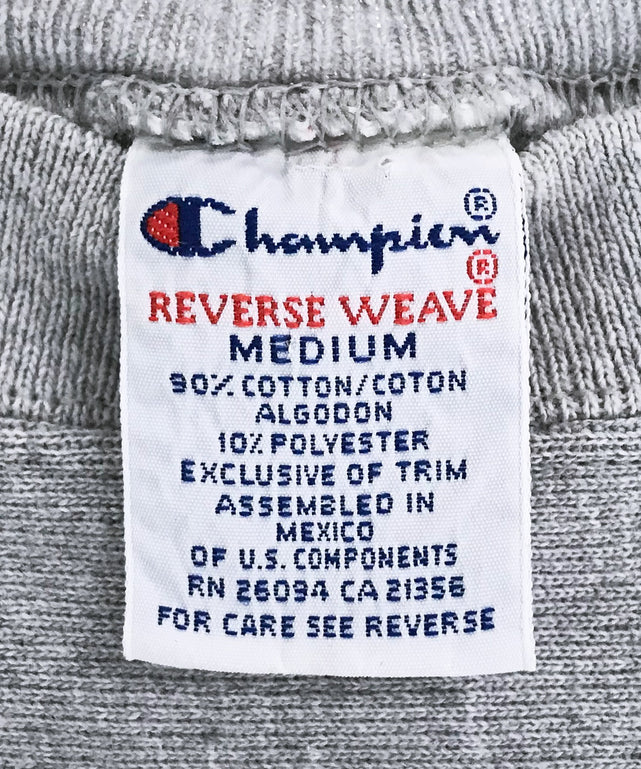 Champion®
REVERSE WEAVE®
MEDIUM
90% COTTON/COTON
ALGODON
10% POLYESTER
EXCLUSIVE OF TRIM
ASSEMBLED IN
MEXICO
OF U.S. COMPONENTS
RN 26094 CA 21356
FOR CARE SEE REVERSE